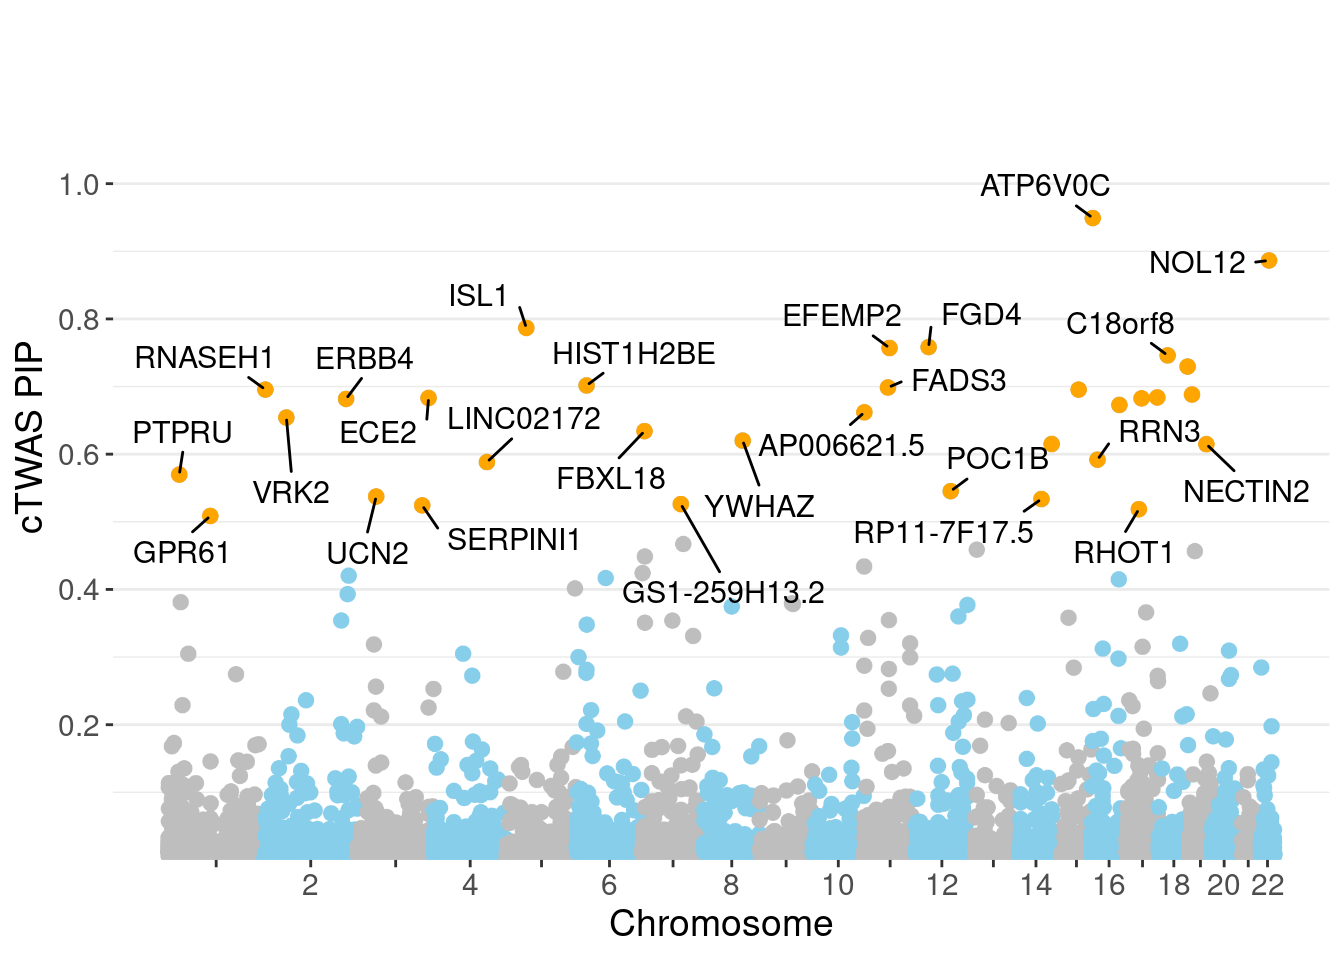 ATP6V0C
1.0
NOL12
ISL1
EFEMP2
FGD4
C18orf8
0.8
RNASEH1
ERBB4
HIST1H2BE
FADS3
LINC02172
PTPRU
ECE2
RRN3
AP006621.5
0.6
POC1B
FBXL18
VRK2
NECTIN2
YWHAZ
RP11-7F17.5
SERPINI1
GPR61
UCN2
RHOT1
GS1-259H13.2
0.4
0.2
cTWAS PIP
2 4 6 8 10 12 14 16 18 20 22
Chromosome